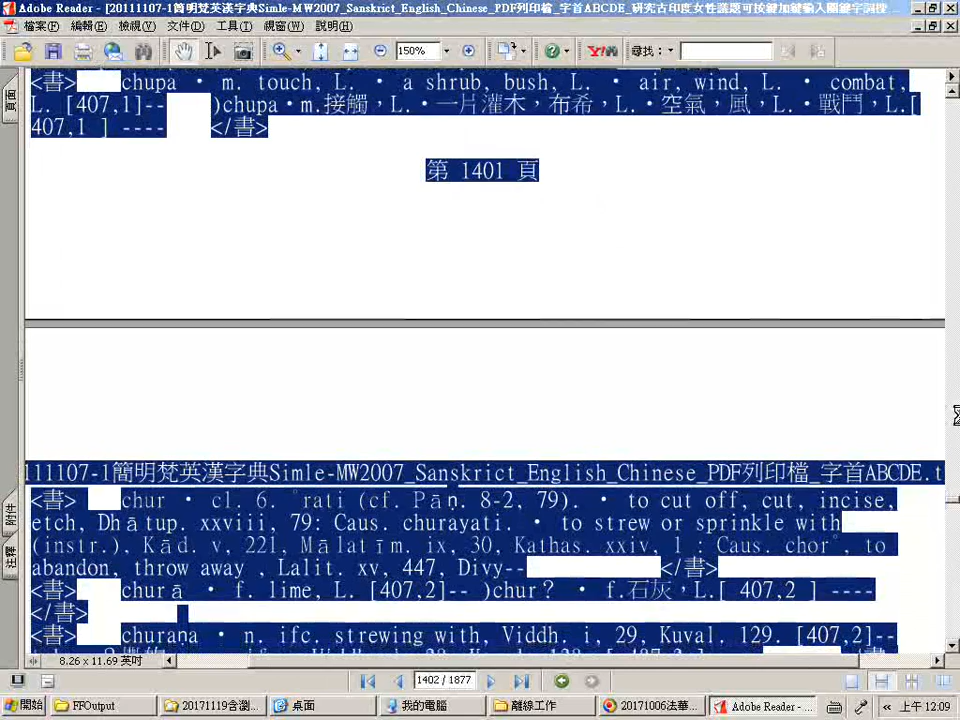 Adobe Reader - [20111107-1簡明梵英漢字典Simle-MW2007_Sanskrict_English_Chinese_PDF列印檔_字首ABCDE_研究古印度女性議題可按鍵加鍵輸入關鍵字詞搜
檔案(F) 編輯(E) 檢視(V) 文件(D) 工具(T) 視窗(W) 說明(H)
150% Y! 尋找：
頁面
<書> chupa ‧ m. touch, L. ‧ a shrub, bush, L. ‧ air, wind, L. ‧ combat,
L. [407,1]-- )chupa‧m.接觸，L.‧一片灌木，布希，L.‧空氣，風，L.‧戰鬥，L.[
407,1 ] ---- </書>
第 1401 頁
111107-1簡明梵英漢字典Simle-MW2007_Sanskrict_English_Chinese_PDF列印檔_字首ABCDE.t
<書> chur ‧ cl. 6. °rati (cf. Pāṇ. 8-2, 79). ‧ to cut off, cut, incise,
etch, Dhātup. xxviii, 79: Caus. churayati. ‧ to strew or sprinkle with
(instr.), Kād. v, 221, Mālatīm. ix, 30, Kathas. xxiv, 1 : Caus. chor°, to
abandon, throw away , Lalit. xv, 447, Divy-- </書>
<書> churā ‧ f. lime, L. [407,2]-- )chur？ ‧ f.石灰，L.[ 407,2 ] ----
</書>
<書> churaṇa ‧ n. ifc. strewing with, Viddh. i, 29, Kuval. 129. [407,2]--
附件
注釋
8.26 x 11.69 英吋
1402 / 1877
開始 FFOutput 20171119含瀏... 桌面 我的電腦 離線工作 20171006法華... Adobe Reader - [... 上午 12:09